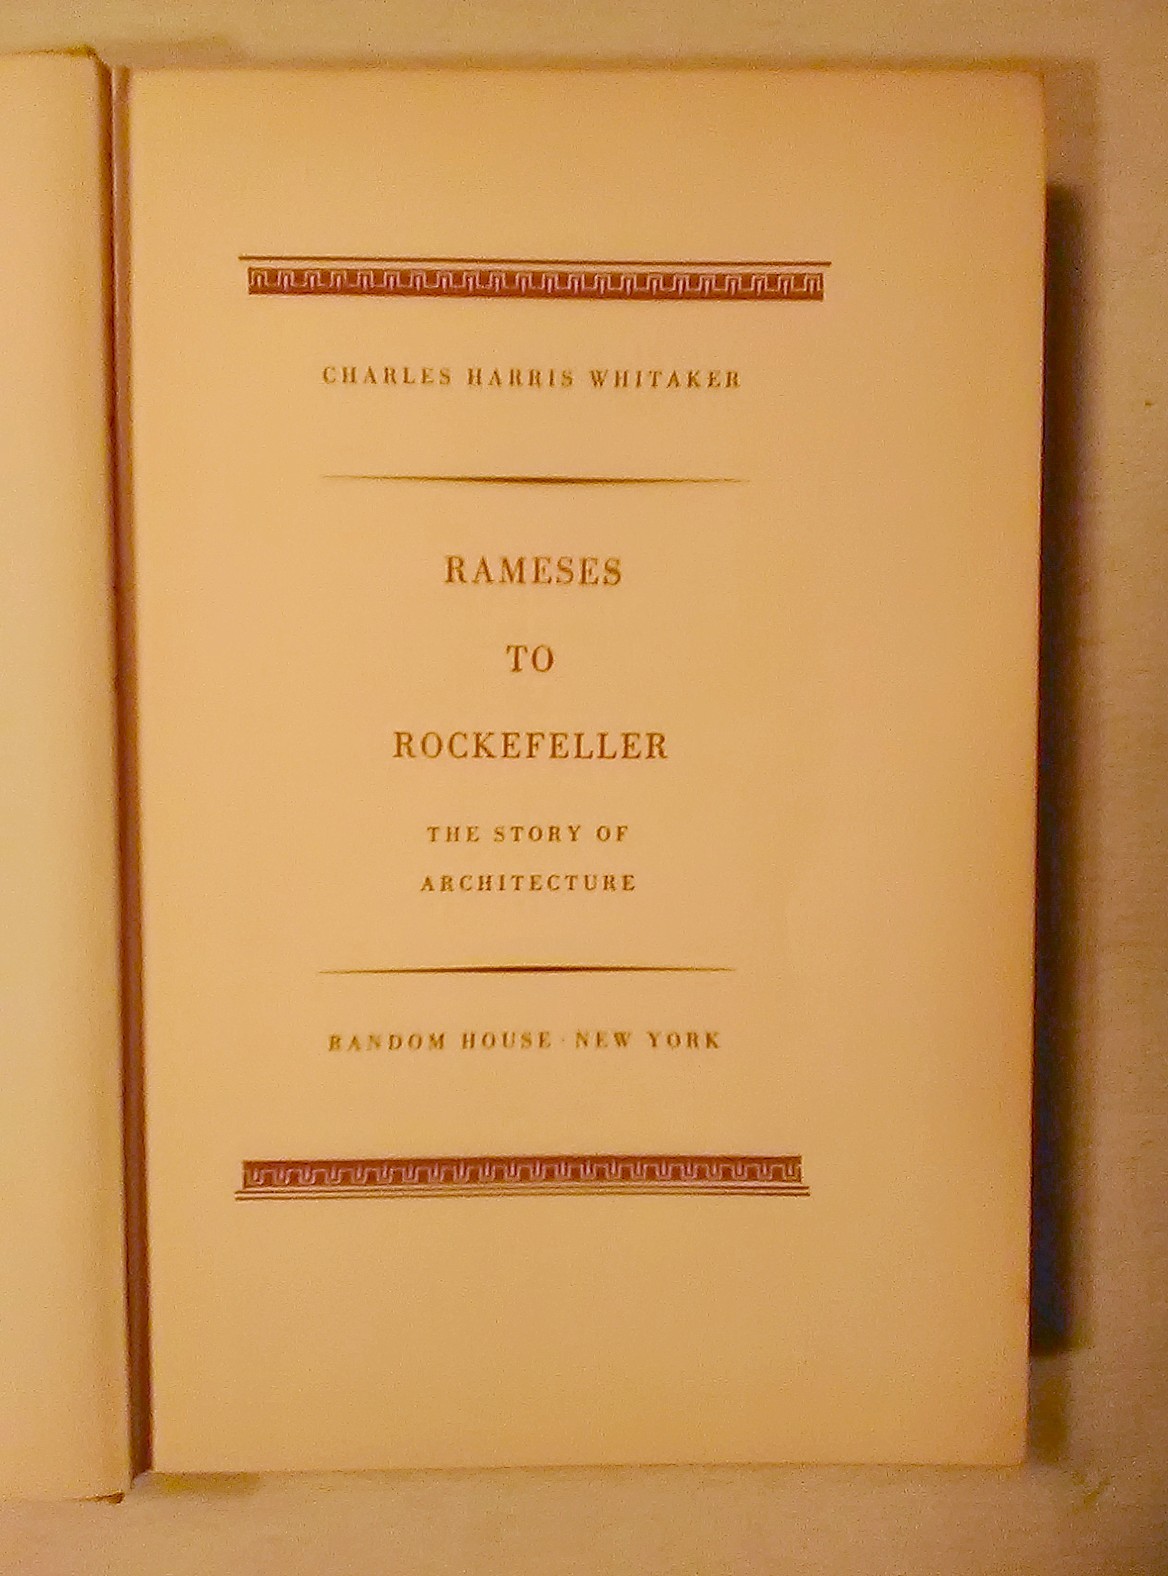 CHARLES HARRIS WHITAKER
RAMESES
TO
ROCKEFELLER
THE STORY OF
ARCHITECTURE
RANDOM HOUSE · NEW YORK